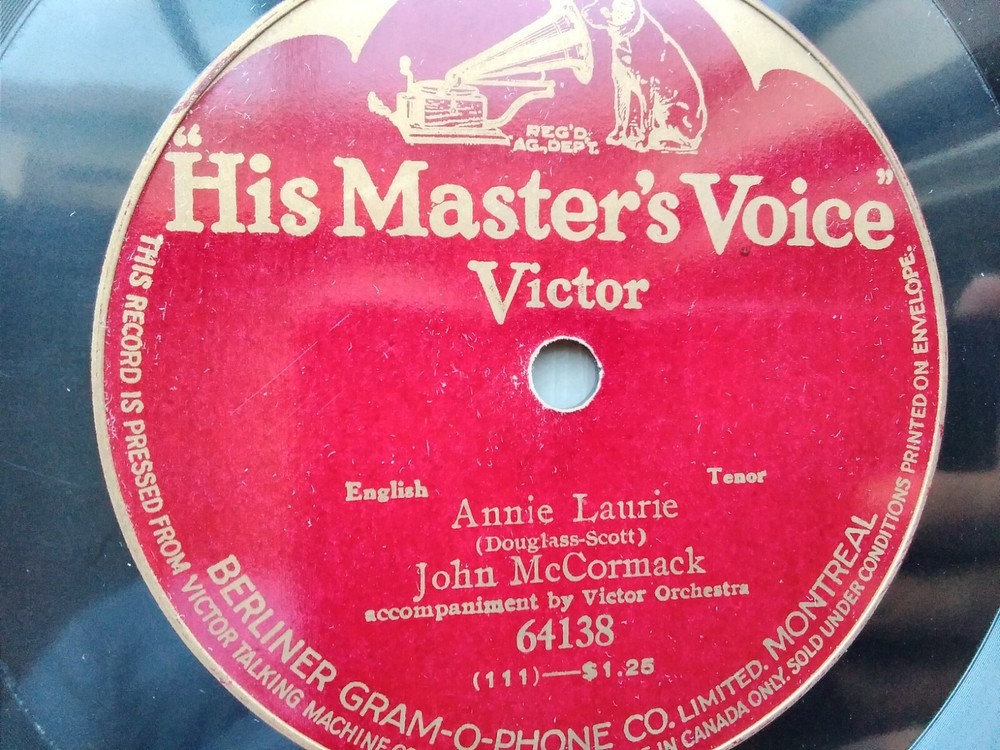 REG'D.
AG., DEPT.
"His Master's Voice"
Victor
English
Tenor
Annie Laurie
(Douglass-Scott)
John McCormack
accompaniment by Victor Orchestra
64138
(111)—$1.25
BERLINER GRAM-O-PHONE CO. LIMITED. MONTREAL
THIS RECORD IS PRESSED FROM VICTOR TALKING MACHINE
IN CANADA ONLY. SOLD UNDER CONDITIONS PRINTED ON ENVELOPE.